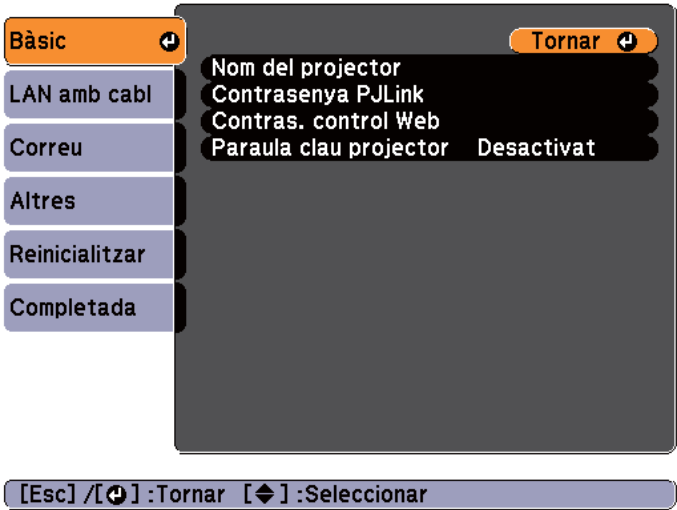 Bàsic
LAN amb cabl
Correu
Altres
Reinicialitzar
Completada
Tornar
Nom del projector
Contrasenya PJLink
Contras. control Web
Paraula clau projector Desactivat
[Esc] /[ ] :Tornar [ ] :Seleccionar